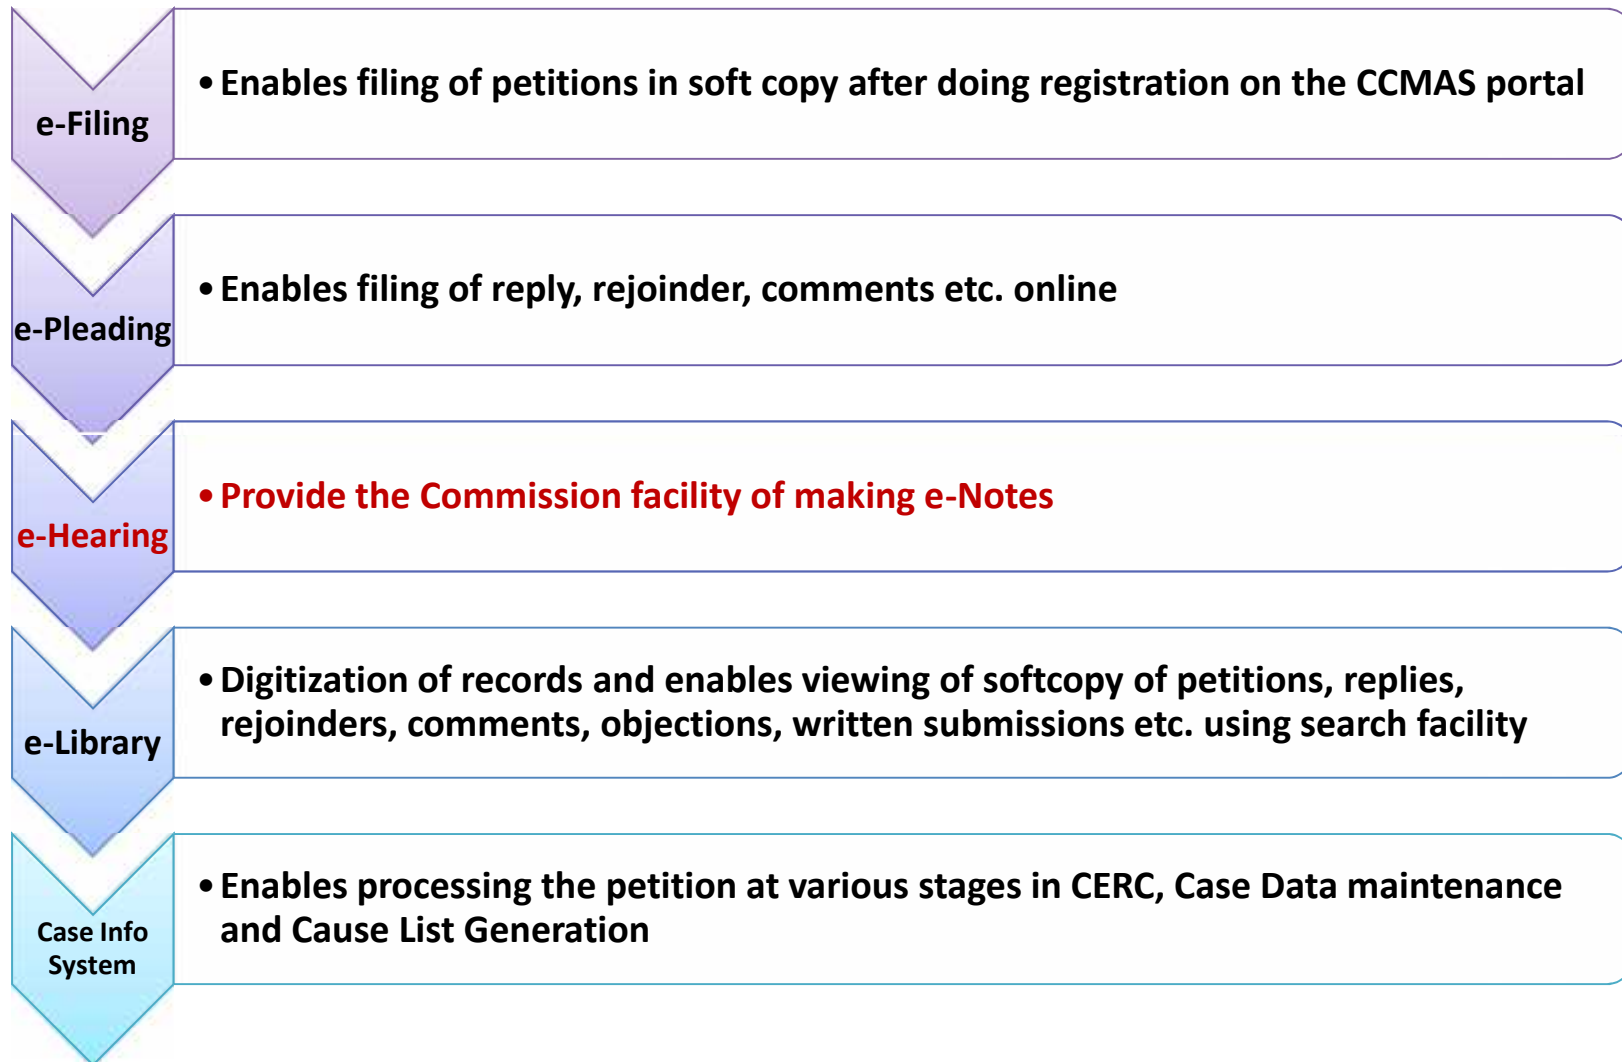 e-Filing
• Enables filing of petitions in soft copy after doing registration on the CCMAS portal
e-Pleading
• Enables filing of reply, rejoinder, comments etc. online
e-Hearing
• Provide the Commission facility of making e-Notes
e-Library
• Digitization of records and enables viewing of softcopy of petitions, replies,
rejoinders, comments, objections, written submissions etc. using search facility
Case Info
System
• Enables processing the petition at various stages in CERC, Case Data maintenance
and Cause List Generation